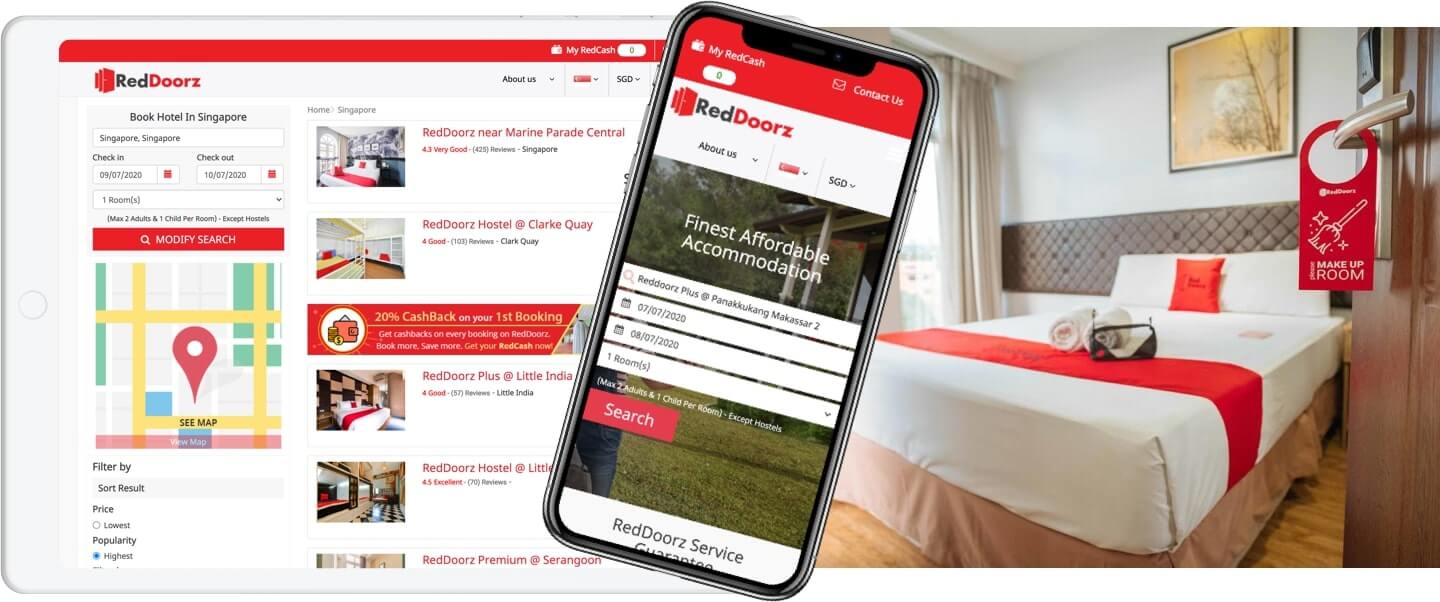 My RedCash 0
RedDoorz
About us
SGD
Book Hotel In Singapore
Singapore, Singapore
Check in
Check out
09/07/2020
10/07/2020
1 Room(s)
(Max 2 Adults & 1 Child Per Room) - Except Hostels
MODIFY SEARCH
SEE MAP
View Map
Filter by
Sort Result
Price
Lowest
Popularity
Highest
Home> Singapore
RedDoorz near Marine Parade Central
4.3 Very Good - (425) Reviews - Singapore
RedDoorz Hostel @ Clarke Quay
4 Good - (103) Reviews - Clark Quay
20% CashBack on your 1st Booking
Get cashbacks on every booking on RedDoorz.
Book more, Save more. Get your RedCash now!
RedDoorz Plus @ Little India
4 Good - (57) Reviews - Little India
RedDoorz Hostel @ Little
4.5 Excellent - (70) Reviews -
RedDoorz Premium @ Serangoon
My RedCash
0
Contact Us
RedDoorz
About us
SGD
Finest Affordable
Accommodation
Reddoorz Plus @ Panakkukang Makassar 2
07/07/2020
08/07/2020
1 Room(s)
(Max 2 Adults & 1 Child Per Room) - Except Hostels
Search
RedDoorz Service
Guarantee
RedDoorz
please
MAKE UP
ROOM
Red